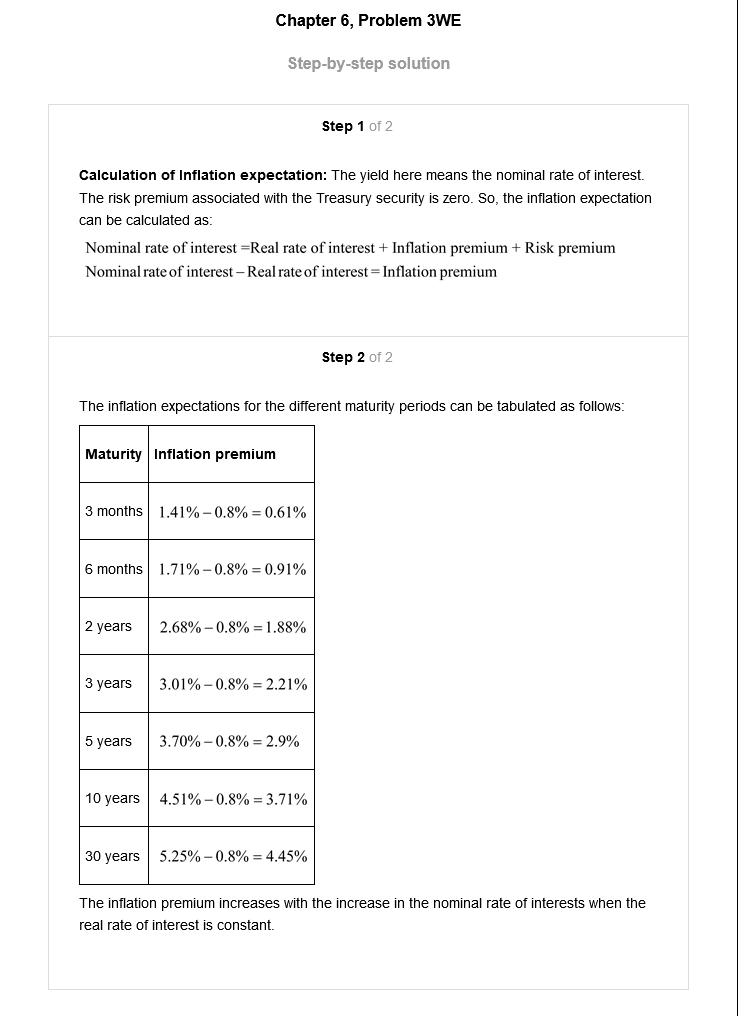 Chapter 6, Problem 3WE
Step-by-step solution
Step 1 of 2
Calculation of Inflation expectation: The yield here means the nominal rate of interest.
The risk premium associated with the Treasury security is zero. So, the inflation expectation
can be calculated as:
Nominal rate of interest =Real rate of interest + Inflation premium + Risk premium
Nominal rate of interest – Real rate of interest = Inflation premium
Step 2 of 2
The inflation expectations for the different maturity periods can be tabulated as follows:
Maturity Inflation premium
3 months 1.41% – 0.8% = 0.61%
6 months 1.71% – 0.8% = 0.91%
2 years 2.68% – 0.8% = 1.88%
3 years 3.01% – 0.8% = 2.21%
5 years 3.70% – 0.8% = 2.9%
10 years 4.51% – 0.8% = 3.71%
30 years 5.25% – 0.8% = 4.45%
The inflation premium increases with the increase in the nominal rate of interests when the
real rate of interest is constant.